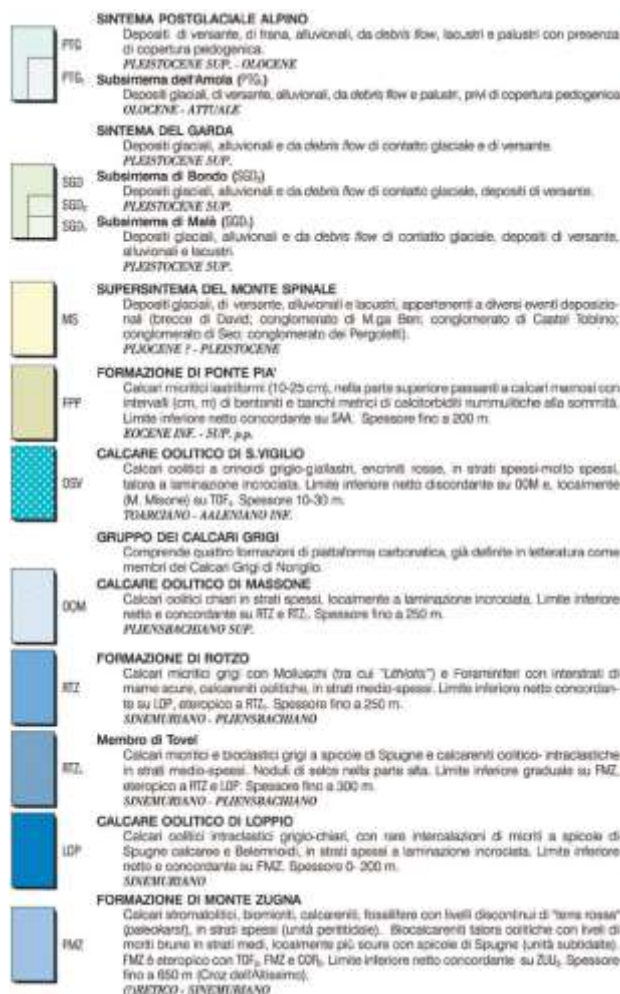 SINTEMA POSTGLACIALE ALPINO
PTG
Depositi di versante, di frana, alluvionali, da debris flow, lacustri e palustri con presenza
di copertura pedogenica.
PLEISTOCENE SUP. - OLOCENE
PTG₁
Subsintema dell'Amola (PTG₁)
Depositi glaciali, di versante, alluvionali, da debris flow e palustri, privi di copertura pedogenica
OLOCENE - ATTUALE
SINTEMA DEL GARDA
Depositi glaciali, alluvionali e da debris flow di contatto glaciale e di versante.
PLEISTOCENE SUP.
SGD
Subsintema di Bondo (SGD₂)
Depositi glaciali, alluvionali e da debris flow di contatto glaciale, depositi di versante.
SGD₂
PLEISTOCENE SUP.
SGD₁
Subsintema di Malè (SGD₁)
Depositi glaciali, alluvionali e da debris flow di contatto glaciale, depositi di versante,
alluvionali e lacustri.
PLEISTOCENE SUP.
SUPERSINTEMA DEL MONTE SPINALE
MS
Depositi glaciali, di versante, alluvionali e lacustri, appartenenti a diversi eventi deposizio-
nali (brecce di David; conglomerato di M.ga Ben; conglomerato di Castel Toblino;
conglomerato di Seo; conglomerato dei Pergoletti).
PLIOCENE ? - PLEISTOCENE
FORMAZIONE DI PONTE PIA'
FPP
Calcari micritici lastriformi (10-25 cm), nella parte superiore passanti a calcari marnosi con
intervalli (cm, m) di bentoniti e banchi metrici di calcitorbiditi nummulitiche alla sommità.
Limite inferiore netto concordante su SAA. Spessore fino a 200 m.
EOCENE INF. - SUP. p.p.
CALCARE OOLITICO DI S.VIGILIO
OSV
Calcari oolitici a crinoidi grigio-giallastri, encriniti rosse, in strati spessi-molto spessi,
talora a laminazione incrociata. Limite inferiore netto discordante su OOM e, localmente
(M. Misone) su TOF₂. Spessore 10-30 m.
TOARCIANO - AALENIANO INF.
GRUPPO DEI CALCARI GRIGI
Comprende quattro formazioni di piattaforma carbonatica, già definite in letteratura come
membri dei Calcari Grigi di Noriglio.
CALCARE OOLITICO DI MASSONE
OOM
Calcari oolitici chiari in strati spessi, localmente a laminazione incrociata. Limite inferiore
netto e concordante su RTZ e RTZ₁. Spessore fino a 250 m.
PLIENSBACHIANO SUP.
FORMAZIONE DI ROTZO
RTZ
Calcari micritici grigi con Molluschi (tra cui "Lithiotis") e Foraminiferi con interstrati di
marne scure, calcareniti oolitiche, in strati medio-spessi. Limite inferiore netto concordan-
te su LOP, eteropico a RTZ₁. Spessore fino a 250 m.
SINEMURIANO - PLIENSBACHIANO
Membro di Tovel
RTZ₁
Calcari micritici e bioclastici grigi a spicole di Spugne e calcareniti oolitico- intraclastiche
in strati medio-spessi. Noduli di selce nella parte alta. Limite inferiore graduale su FMZ,
eteropico a RTZ e LOP. Spessore fino a 300 m.
SINEMURIANO - PLIENSBACHIANO
CALCARE OOLITICO DI LOPPIO
LOP
Calcari oolitici intraclastici grigio-chiari, con rare intercalazioni di micriti a spicole di
Spugne calcaree e Belemnoidi, in strati spessi a laminazione incrociata. Limite inferiore
netto e concordante su FMZ. Spessore 0- 200 m.
SINEMURIANO
FORMAZIONE DI MONTE ZUGNA
FMZ
Calcari stromatolitici, biomicriti, calcareniti, fossilifere con livelli discontinui di "terra rossa"
(paleokarst), in strati spessi (unità peritidale). Biocalcareniti talora oolitiche con livelli di
micriti brune in strati medi, localmente più scure con spicole di Spugne (unità subtidale).
FMZ è eteropico con TOF₂, FMZ e COR₂. Limite inferiore netto concordante su ZUU₂. Spessore
fino a 650 m (Croz dell'Altissimo).
(?)RETICO - SINEMURIANO